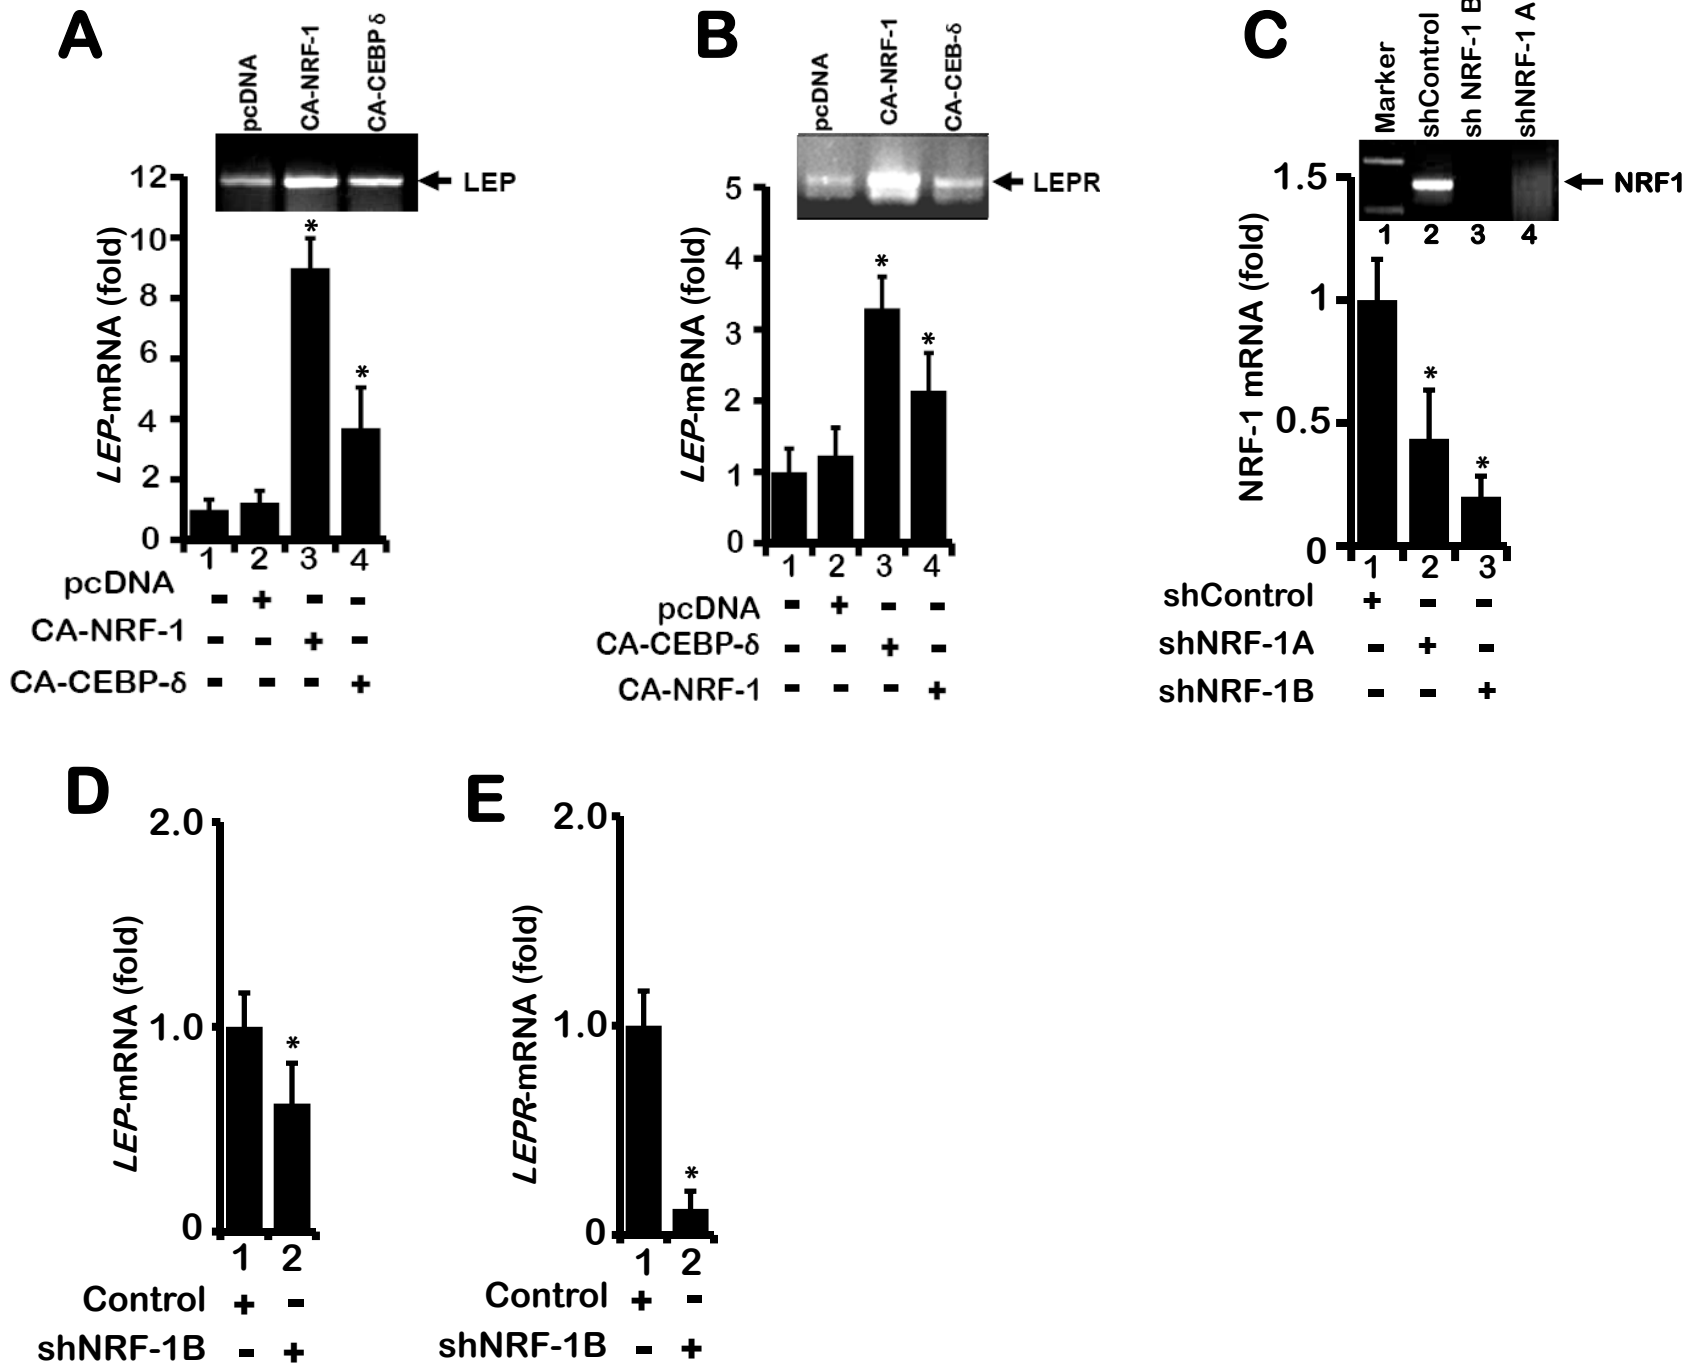 A
pcDNA
CA-NRF-1
CA-CEBP δ
LEP
12
10
8
6
4
2
0
LEP-mRNA (fold)
*
*
1 2 3 4
pcDNA - + - -
CA-NRF-1 - - + -
CA-CEBP-δ - - - +
B
pcDNA
CA-NRF-1
CA-CEB-δ
LEPR
5
4
3
2
1
0
LEP-mRNA (fold)
*
*
1 2 3 4
pcDNA - + - -
CA-CEBP-δ - - + -
CA-NRF-1 - - - +
C
Marker
shControl
sh NRF-1 B
shNRF-1 A
NRF1
1 2 3 4
1.5
1
0.5
0
NRF-1 mRNA (fold)
*
*
1 2 3
shControl + - -
shNRF-1A - + -
shNRF-1B - - +
D
2.0
1.0
0
LEP-mRNA (fold)
*
1 2
Control + -
shNRF-1B - +
E
2.0
1.0
0
LEPR-mRNA (fold)
*
1 2
Control + -
shNRF-1B - +